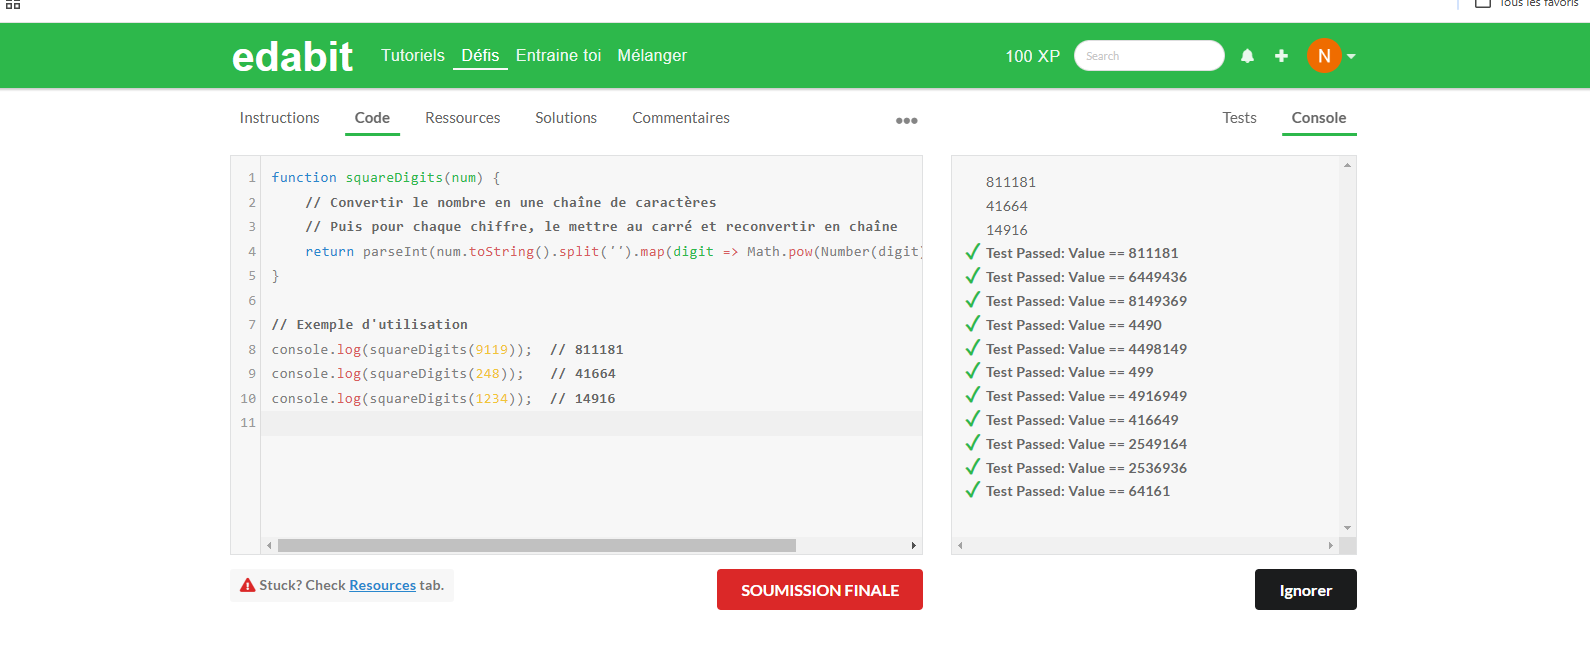 Tous les favoris
edabit Tutoriels Défis Entraine toi Mélanger 100 XP Search N
Instructions Code Ressources Solutions Commentaires Tests Console
1 function squareDigits(num) {
2 // Convertir le nombre en une chaîne de caractères
3 // Puis pour chaque chiffre, le mettre au carré et reconvertir en chaîne
4 return parseInt(num.toString().split('').map(digit => Math.pow(Number(digit)
5 }
6
7 // Exemple d'utilisation
8 console.log(squareDigits(9119)); // 811181
9 console.log(squareDigits(248)); // 41664
10 console.log(squareDigits(1234)); // 14916
11
811181
41664
14916
Test Passed: Value == 811181
Test Passed: Value == 6449436
Test Passed: Value == 8149369
Test Passed: Value == 4490
Test Passed: Value == 4498149
Test Passed: Value == 499
Test Passed: Value == 4916949
Test Passed: Value == 416649
Test Passed: Value == 2549164
Test Passed: Value == 2536936
Test Passed: Value == 64161
Stuck? Check Resources tab.
SOUMISSION FINALE
Ignorer